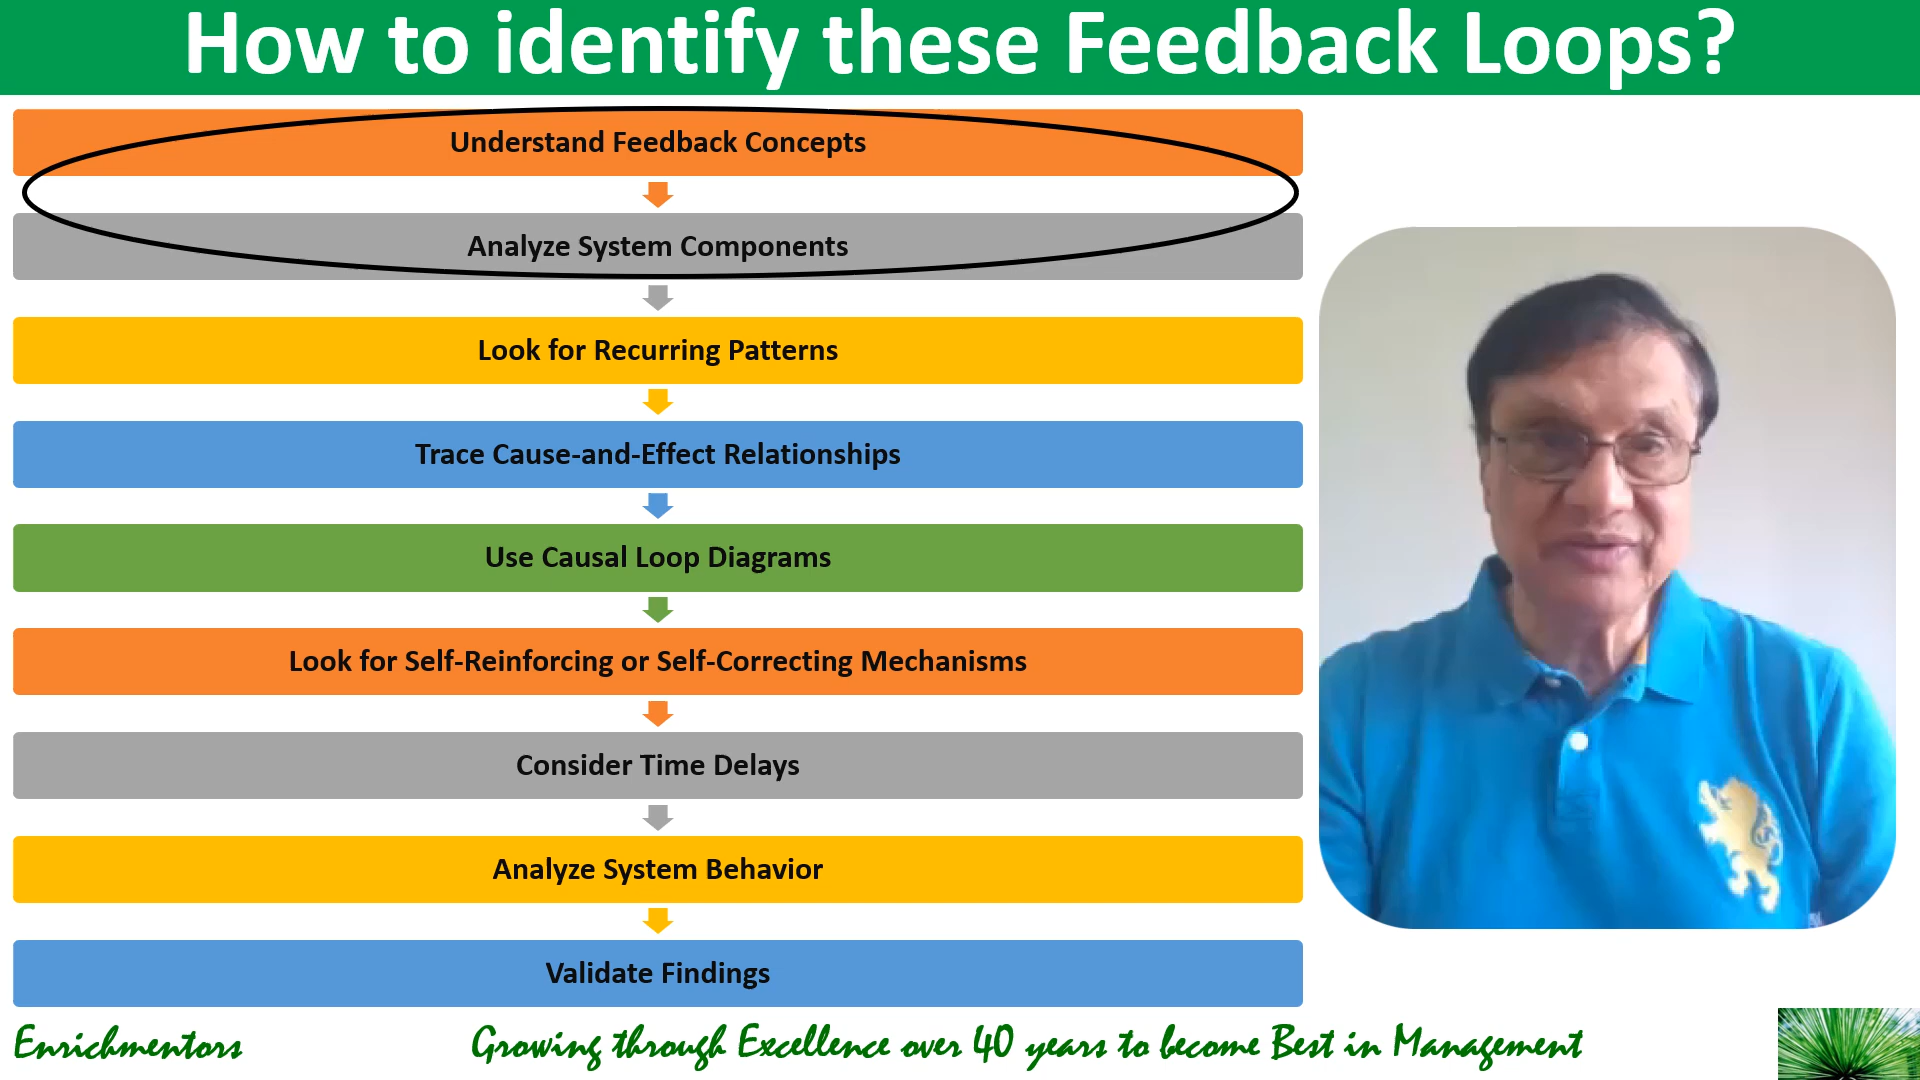 How to identify these Feedback Loops?
Understand Feedback Concepts
Analyze System Components
Look for Recurring Patterns
Trace Cause-and-Effect Relationships
Use Causal Loop Diagrams
Look for Self-Reinforcing or Self-Correcting Mechanisms
Consider Time Delays
Analyze System Behavior
Validate Findings
Enrichmentors
Growing through Excellence over 40 years to become Best in Management